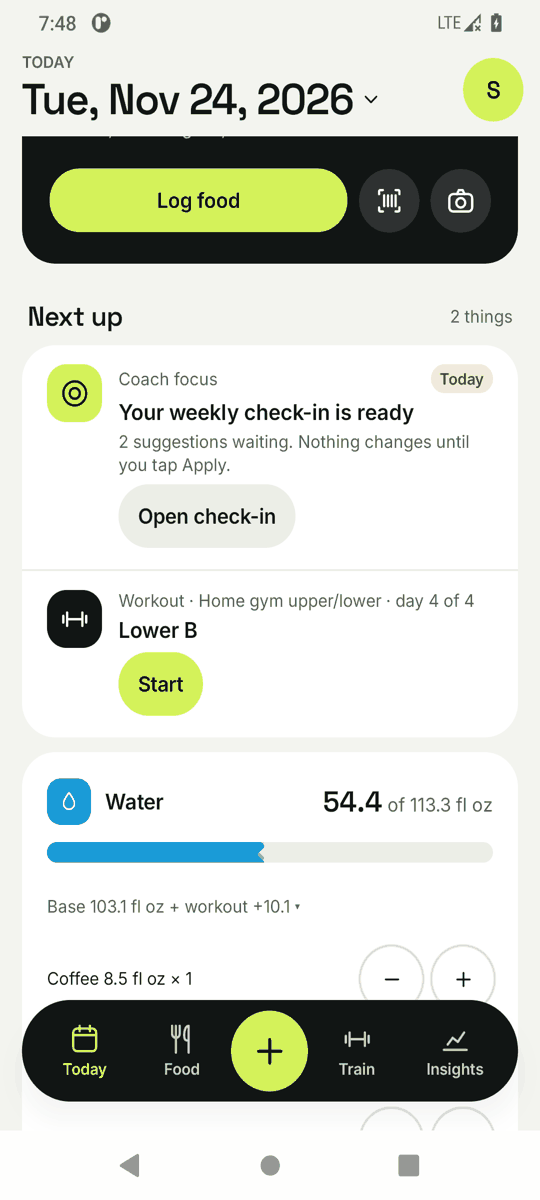 7:48
LTE
TODAY
Tue, Nov 24, 2026
S
Log food
Next up
2 things
Coach focus
Today
Your weekly check-in is ready
2 suggestions waiting. Nothing changes until
you tap Apply.
Open check-in
Workout · Home gym upper/lower · day 4 of 4
Lower B
Start
Water
54.4 of 113.3 fl oz
Base 103.1 fl oz + workout +10.1
Coffee 8.5 fl oz × 1
Today
Food
Train
Insights